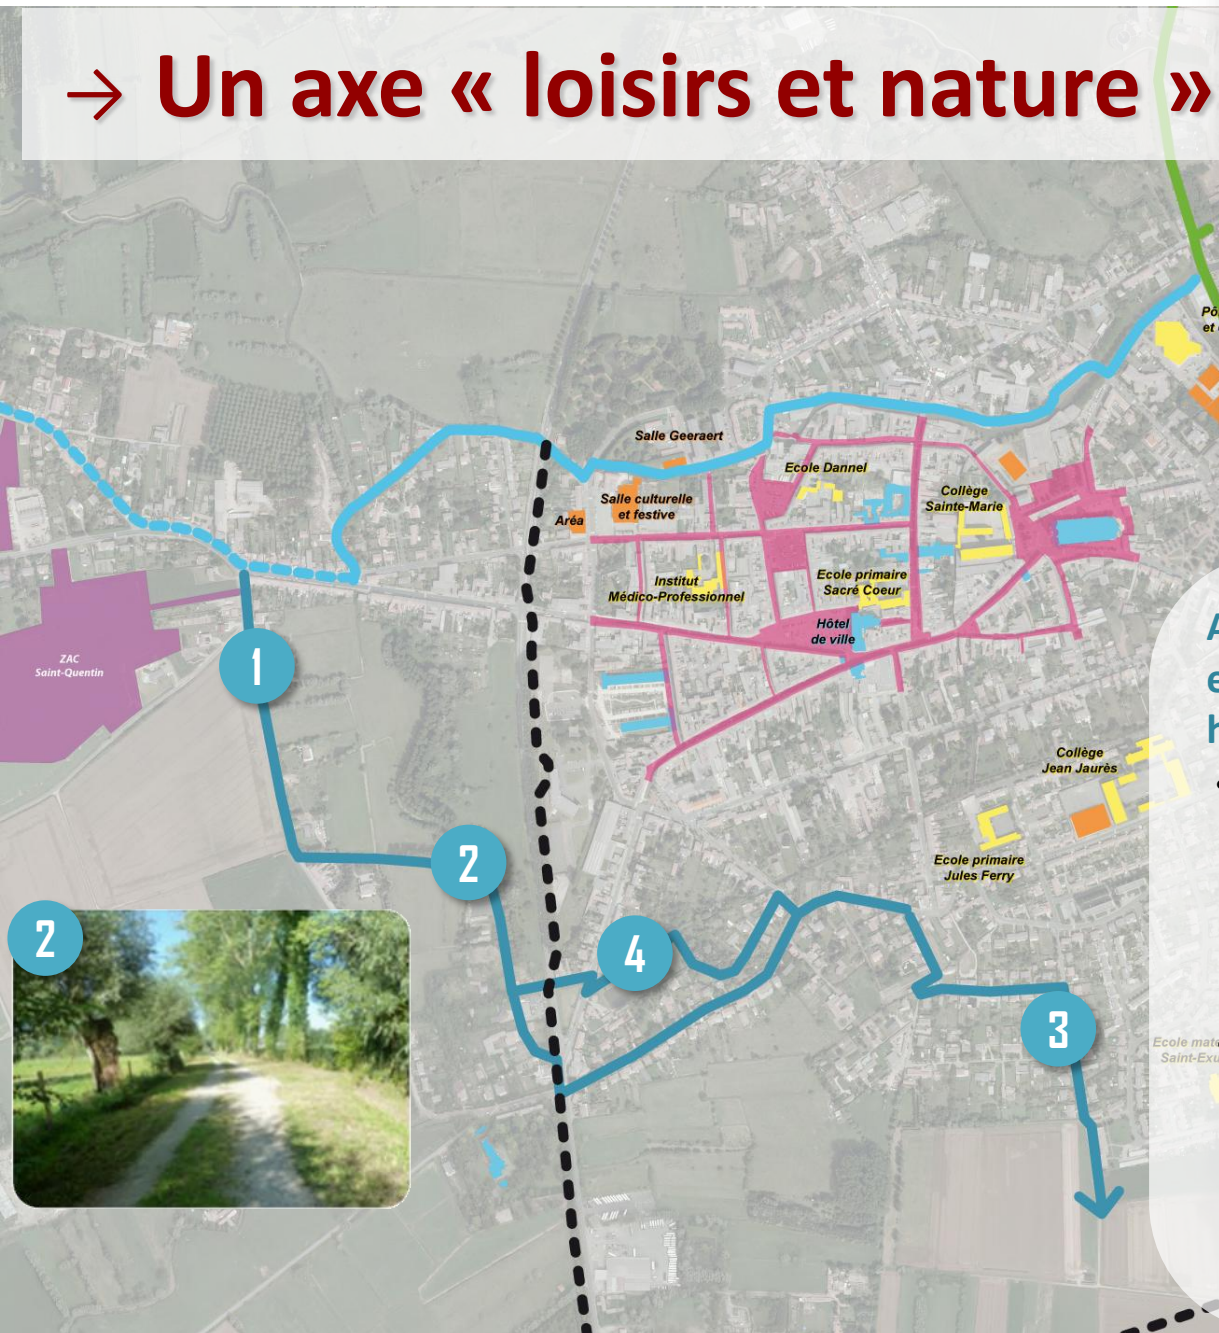 → Un axe « loisirs et nature »
Salle Geeraert
Ecole Dannel
Salle culturelle
et festive
Aréa
Collège
Sainte-Marie
Institut
Médico-Professionnel
Ecole primaire
Sacré Coeur
Hôtel
de ville
ZAC
Saint-Quentin
1
Collège
Jean Jaurès
2
Ecole primaire
Jules Ferry
2
4
3